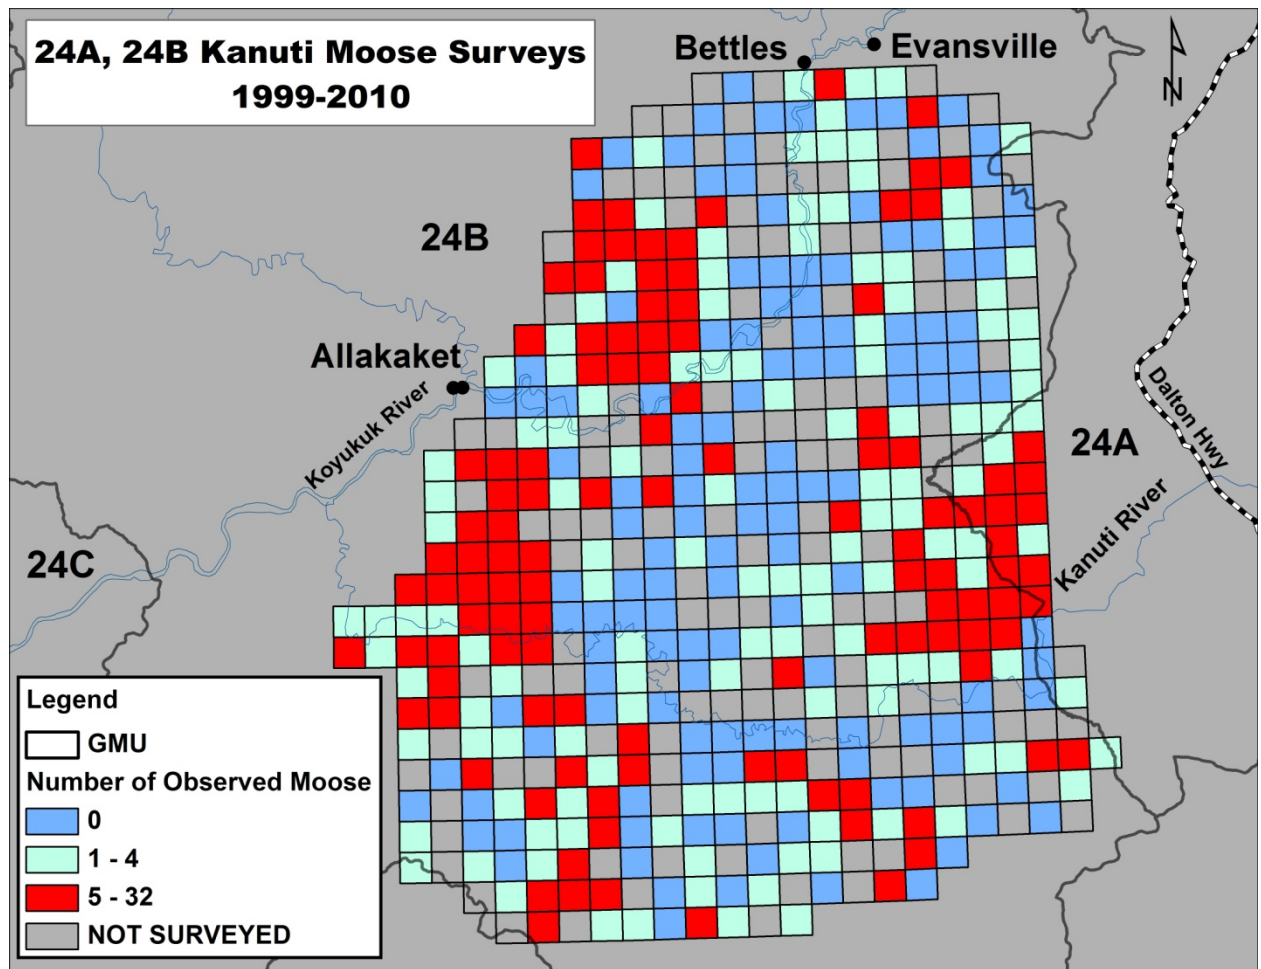 24A, 24B Kanuti Moose Surveys
1999-2010
Bettles
Evansville
N
24B
Allakaket
Koyukuk River
Dalton Hwy
24A
Kanuti River
24C
Legend
GMU
Number of Observed Moose
0
1 - 4
5 - 32
NOT SURVEYED